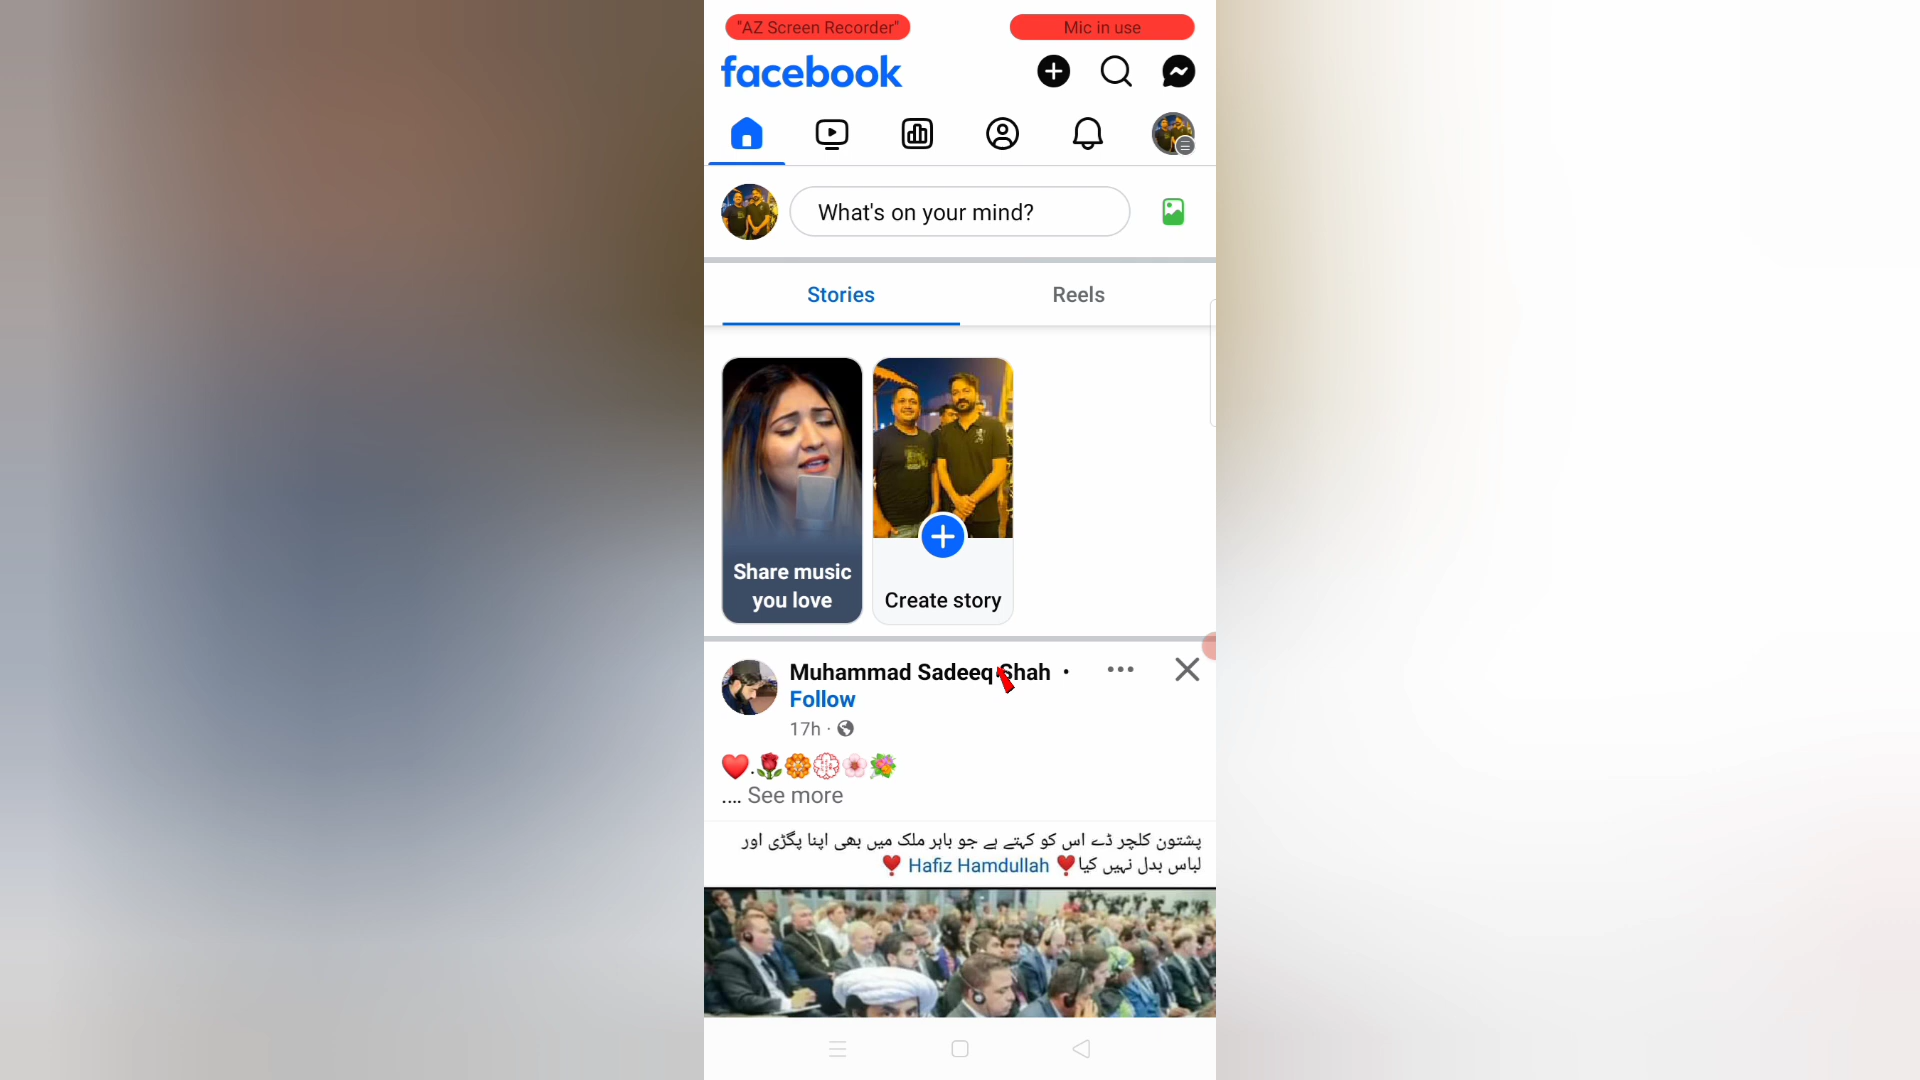 "AZ Screen Recorder"
Mic in use
facebook
What's on your mind?
Stories
Reels
Share music
you love
Create story
Muhammad Sadeeq Shah ·
Follow
17h ·
❤️.🌹🏵️💮🌸💐
.... See more
پشتون کلچر ڈے اس کو کہتے ہے جو باہر ملک میں بھی اپنا پگڑی اور
لباس بدل نہیں کیا❣️ Hafiz Hamdullah ❣️